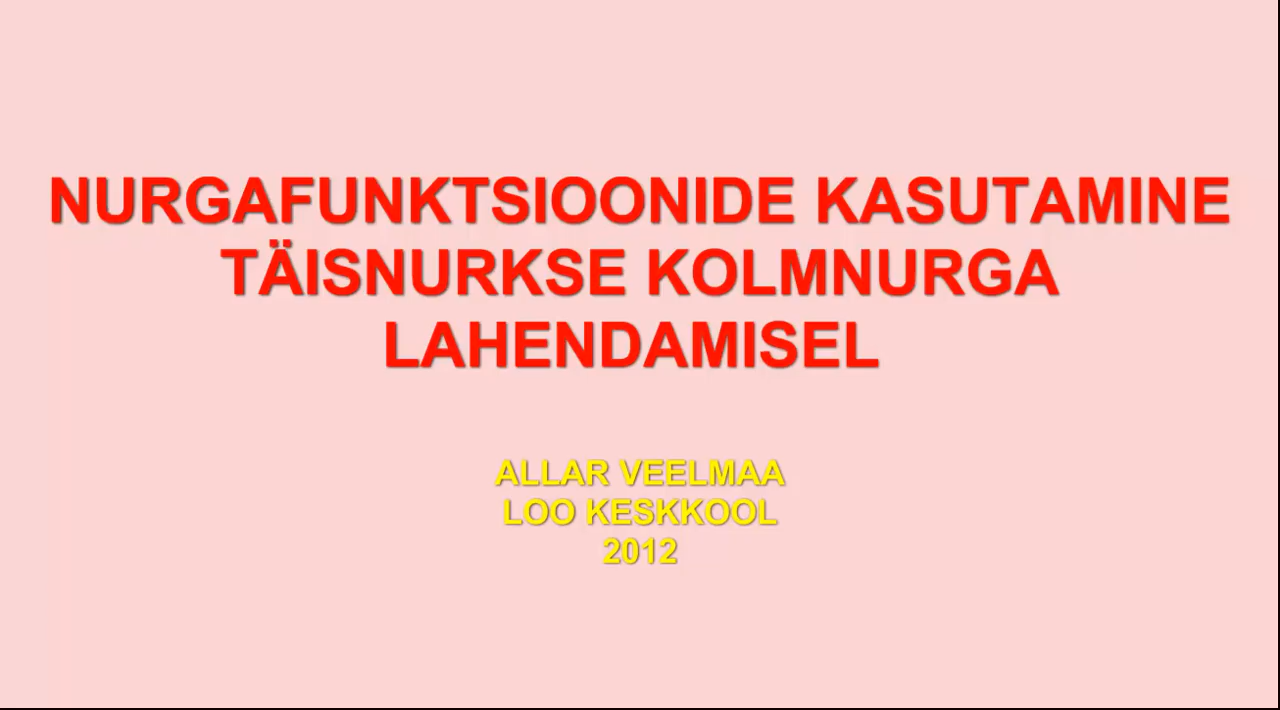 NURGAFUNKTSIOONIDE KASUTAMINE
TÄISNURKSE KOLMNURGA
LAHENDAMISEL
ALLAR VEELMAA
LOO KESKKOOL
2012